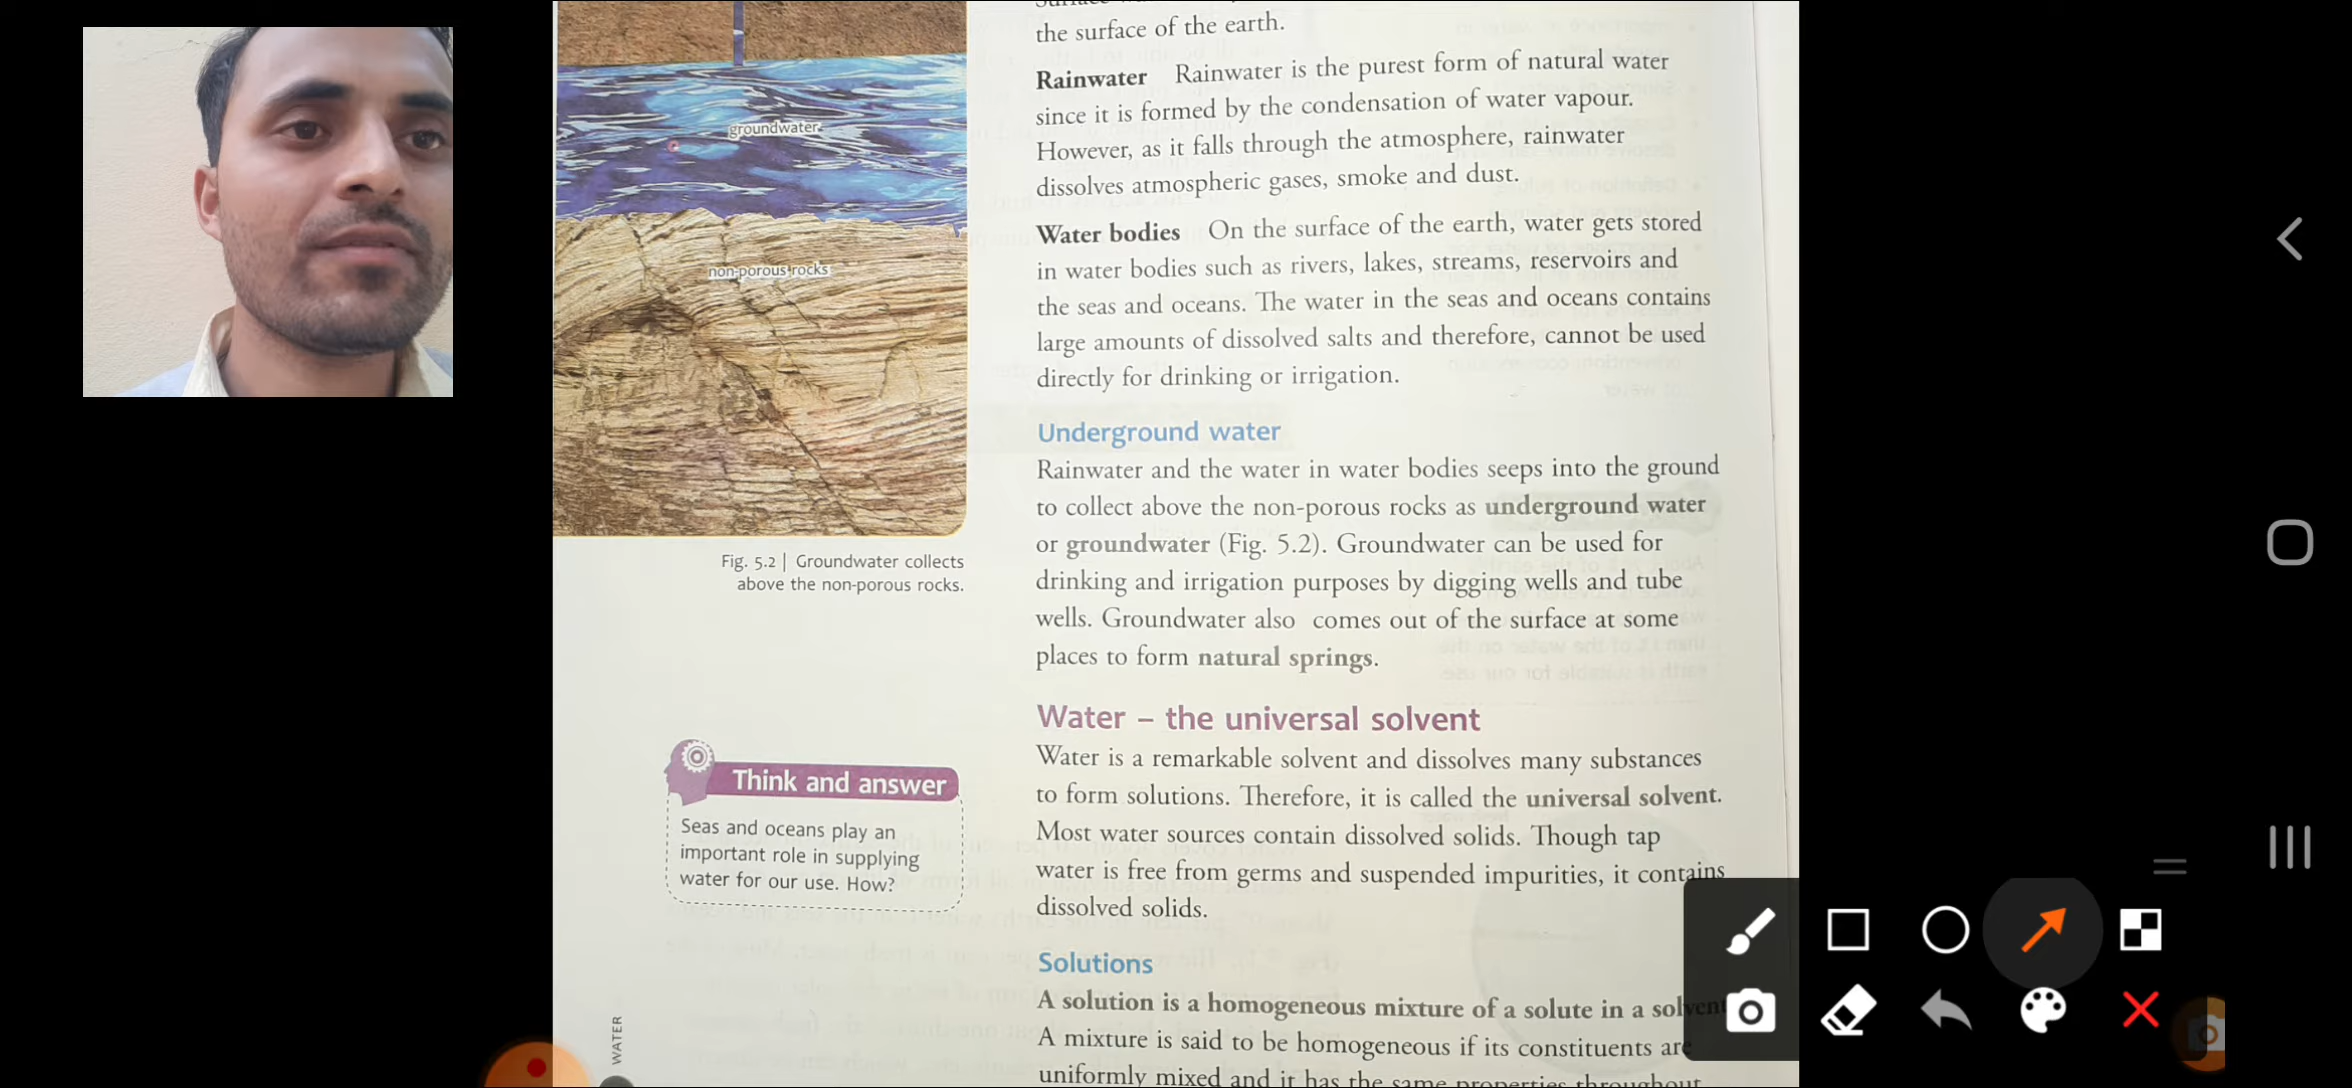 the surface of the earth.
Rainwater Rainwater is the purest form of natural water
since it is formed by the condensation of water vapour.
However, as it falls through the atmosphere, rainwater
dissolves atmospheric gases, smoke and dust.
Water bodies On the surface of the earth, water gets stored
in water bodies such as rivers, lakes, streams, reservoirs and
the seas and oceans. The water in the seas and oceans contains
large amounts of dissolved salts and therefore, cannot be used
directly for drinking or irrigation.
groundwater
non-porous rocks
Fig. 5.2 | Groundwater collects
above the non-porous rocks.
Underground water
Rainwater and the water in water bodies seeps into the ground
to collect above the non-porous rocks as underground water
or groundwater (Fig. 5.2). Groundwater can be used for
drinking and irrigation purposes by digging wells and tube
wells. Groundwater also comes out of the surface at some
places to form natural springs.
Think and answer
Seas and oceans play an
important role in supplying
water for our use. How?
Water – the universal solvent
Water is a remarkable solvent and dissolves many substances
to form solutions. Therefore, it is called the universal solvent.
Most water sources contain dissolved solids. Though tap
water is free from germs and suspended impurities, it contains
dissolved solids.
Solutions
A solution is a homogeneous mixture of a solute in a solvent
A mixture is said to be homogeneous if its constituents are
uniformly mixed and it has the same properties throughout
WATER